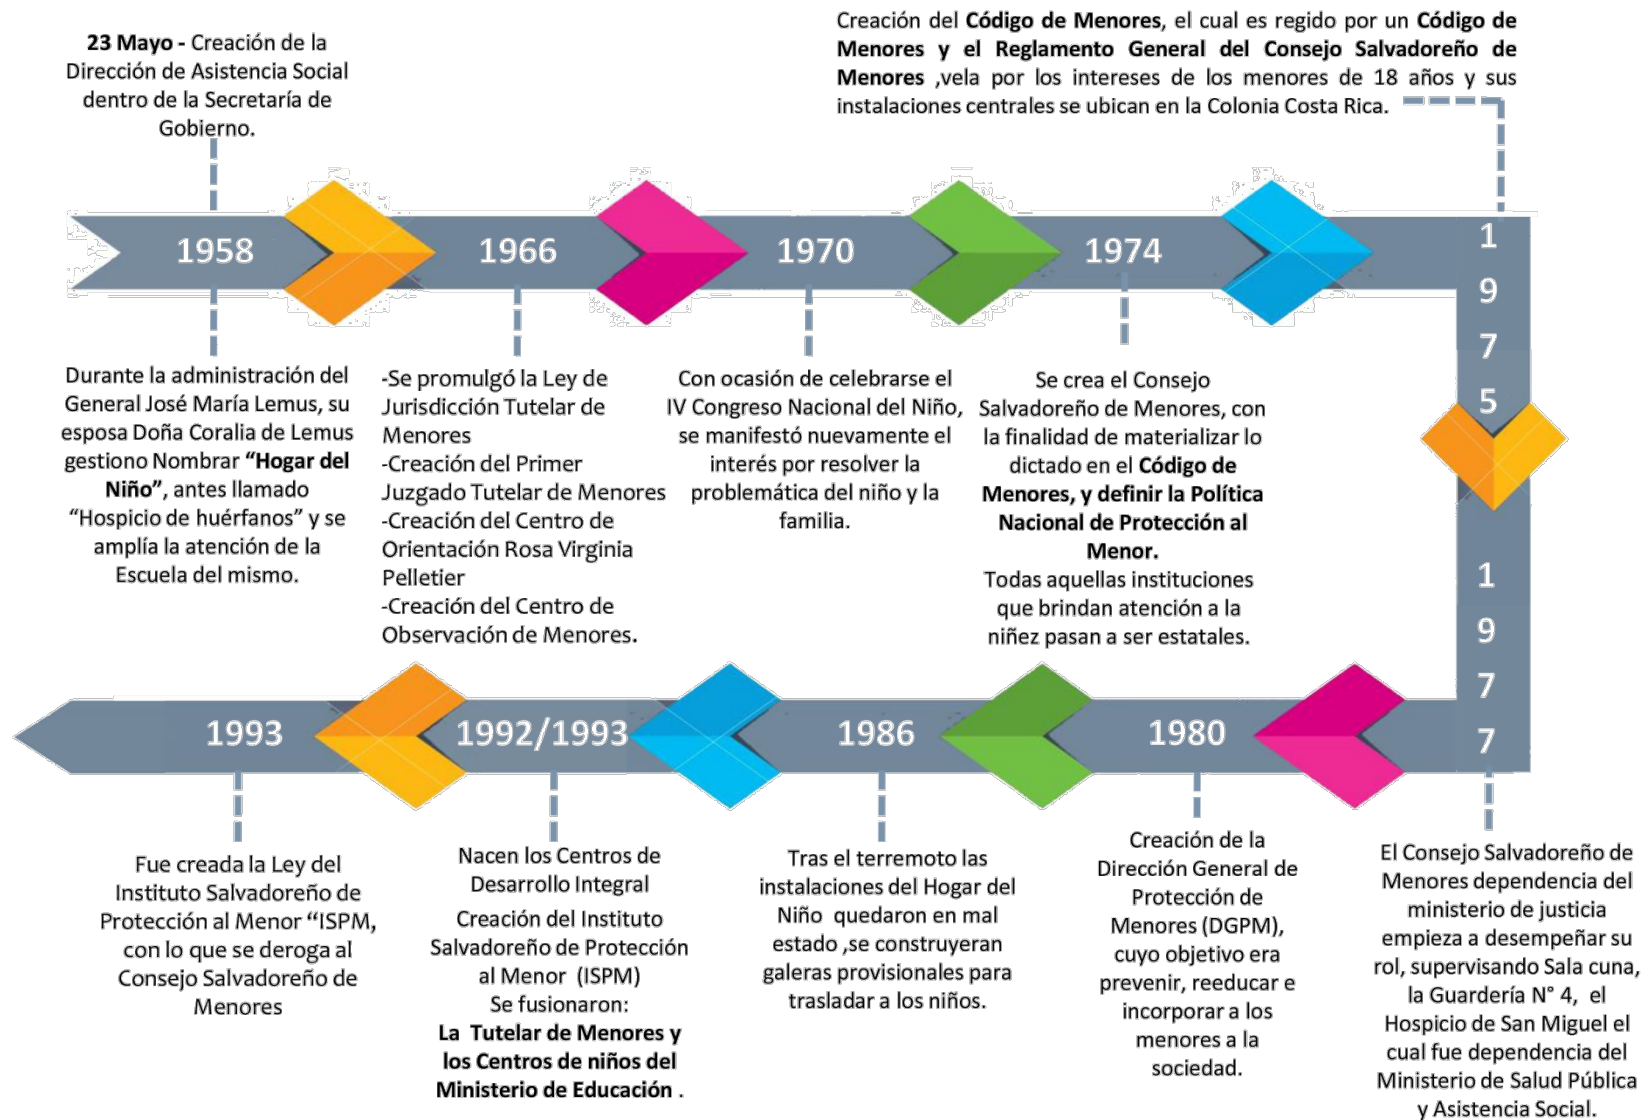 23 Mayo - Creación de la
Dirección de Asistencia Social
dentro de la Secretaría de
Gobierno.
1958
Durante la administración del
General José María Lemus, su
esposa Doña Coralia de Lemus
gestiono Nombrar “Hogar del
Niño”, antes llamado
“Hospicio de huérfanos” y se
amplía la atención de la
Escuela del mismo.
1966
-Se promulgó la Ley de
Jurisdicción Tutelar de
Menores
-Creación del Primer
Juzgado Tutelar de Menores
-Creación del Centro de
Orientación Rosa Virginia
Pelletier
-Creación del Centro de
Observación de Menores.
1970
Con ocasión de celebrarse el
IV Congreso Nacional del Niño,
se manifestó nuevamente el
interés por resolver la
problemática del niño y la
familia.
1974
Se crea el Consejo
Salvadoreño de Menores, con
la finalidad de materializar lo
dictado en el Código de
Menores, y definir la Política
Nacional de Protección al
Menor.
Todas aquellas instituciones
que brindan atención a la
niñez pasan a ser estatales.
Creación del Código de Menores, el cual es regido por un Código de
Menores y el Reglamento General del Consejo Salvadoreño de
Menores ,vela por los intereses de los menores de 18 años y sus
instalaciones centrales se ubican en la Colonia Costa Rica.
1
9
7
5
1
9
7
7
El Consejo Salvadoreño de
Menores dependencia del
ministerio de justicia
empieza a desempeñar su
rol, supervisando Sala cuna,
la Guardería N° 4, el
Hospicio de San Miguel el
cual fue dependencia del
Ministerio de Salud Pública
y Asistencia Social.
1980
Creación de la
Dirección General de
Protección de
Menores (DGPM),
cuyo objetivo era
prevenir, reeducar e
incorporar a los
menores a la
sociedad.
1986
Tras el terremoto las
instalaciones del Hogar del
Niño quedaron en mal
estado ,se construyeran
galeras provisionales para
trasladar a los niños.
1992/1993
Nacen los Centros de
Desarrollo Integral
Creación del Instituto
Salvadoreño de Protección
al Menor (ISPM)
Se fusionaron:
La Tutelar de Menores y
los Centros de niños del
Ministerio de Educación .
1993
Fue creada la Ley del
Instituto Salvadoreño de
Protección al Menor “ISPM,
con lo que se deroga al
Consejo Salvadoreño de
Menores